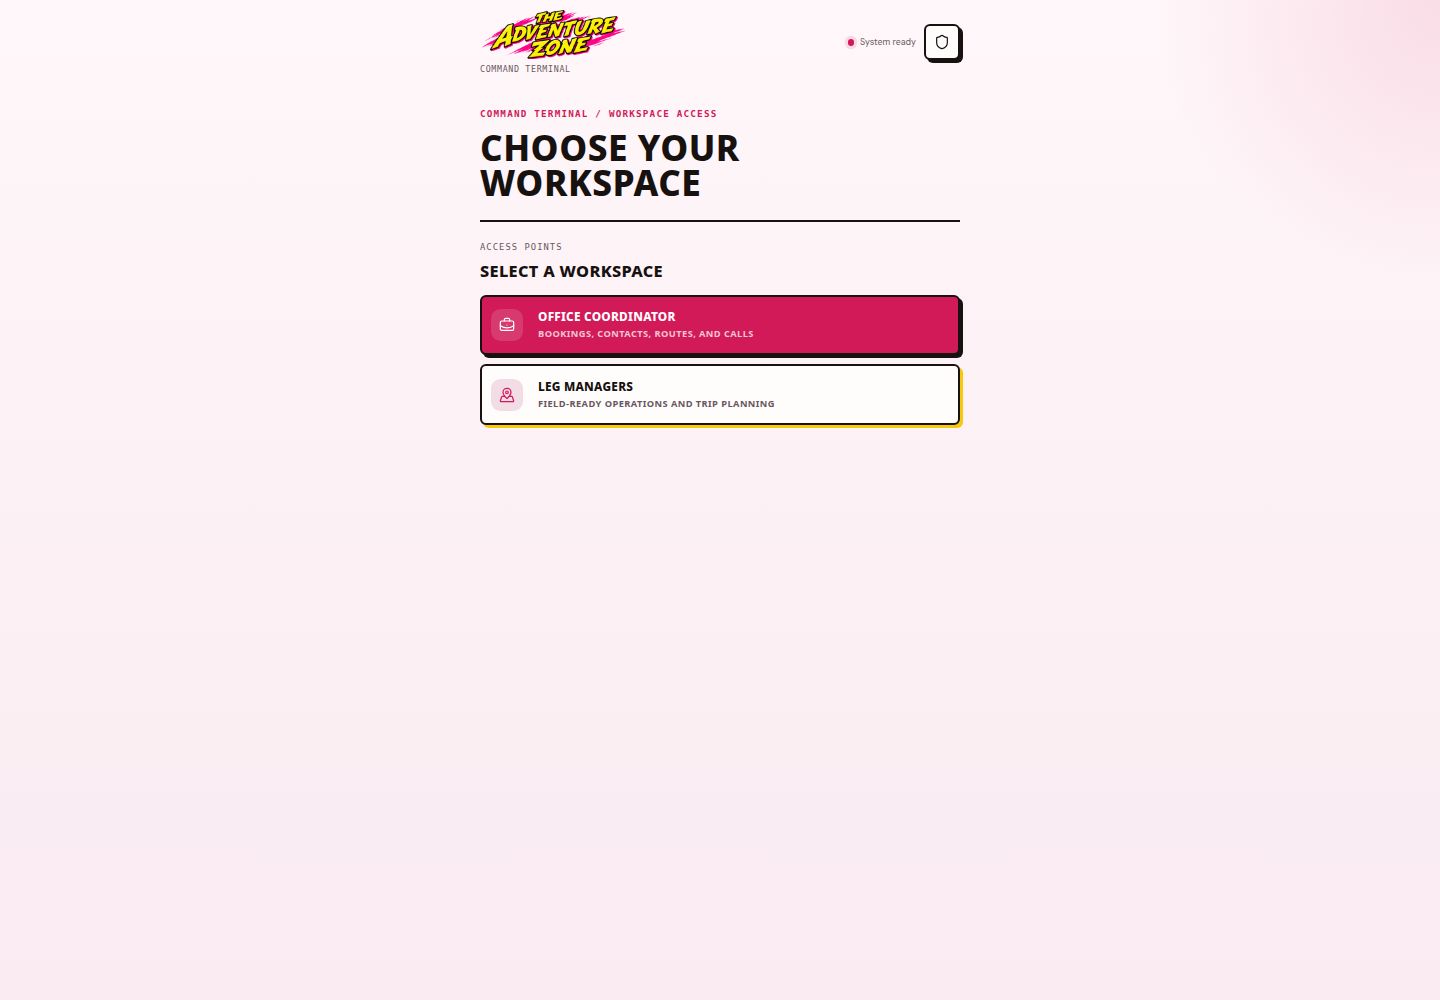 THE
ADVENTURE
ZONE
COMMAND TERMINAL
System ready
COMMAND TERMINAL / WORKSPACE ACCESS
CHOOSE YOUR
WORKSPACE
ACCESS POINTS
SELECT A WORKSPACE
OFFICE COORDINATOR
BOOKINGS, CONTACTS, ROUTES, AND CALLS
LEG MANAGERS
FIELD-READY OPERATIONS AND TRIP PLANNING